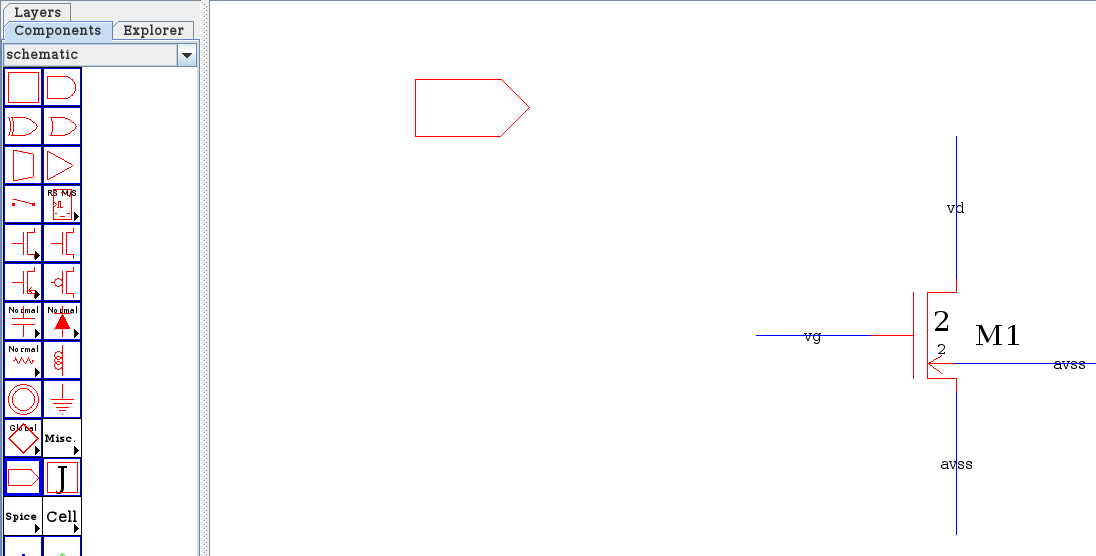 Layers
Components Explorer
schematic
RS M/S
Normal Normal
Normal
Global
Misc.
J
Spice Cell
vd
2
M1
2
vg
avss
avss